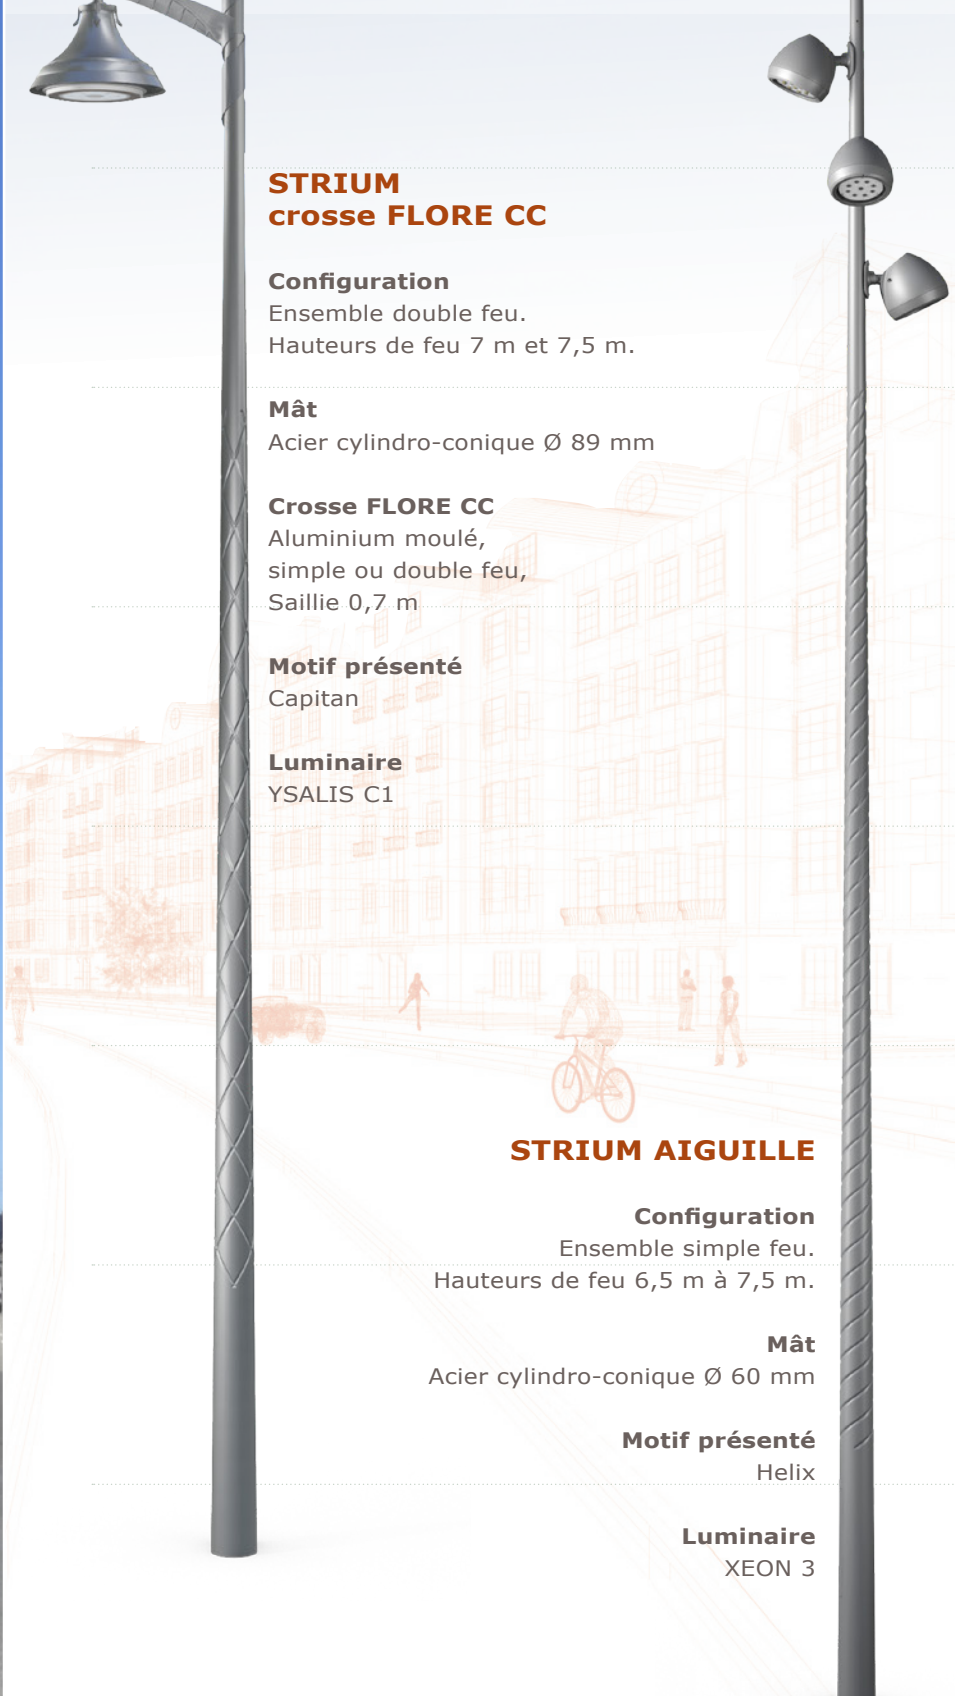 STRIUM
crosse FLORE CC
Configuration
Ensemble double feu.
Hauteurs de feu 7 m et 7,5 m.
Mât
Acier cylindro-conique Ø 89 mm
Crosse FLORE CC
Aluminium moulé,
simple ou double feu,
Saillie 0,7 m
Motif présenté
Capitan
Luminaire
YSALIS C1
STRIUM AIGUILLE
Configuration
Ensemble simple feu.
Hauteurs de feu 6,5 m à 7,5 m.
Mât
Acier cylindro-conique Ø 60 mm
Motif présenté
Helix
Luminaire
XEON 3